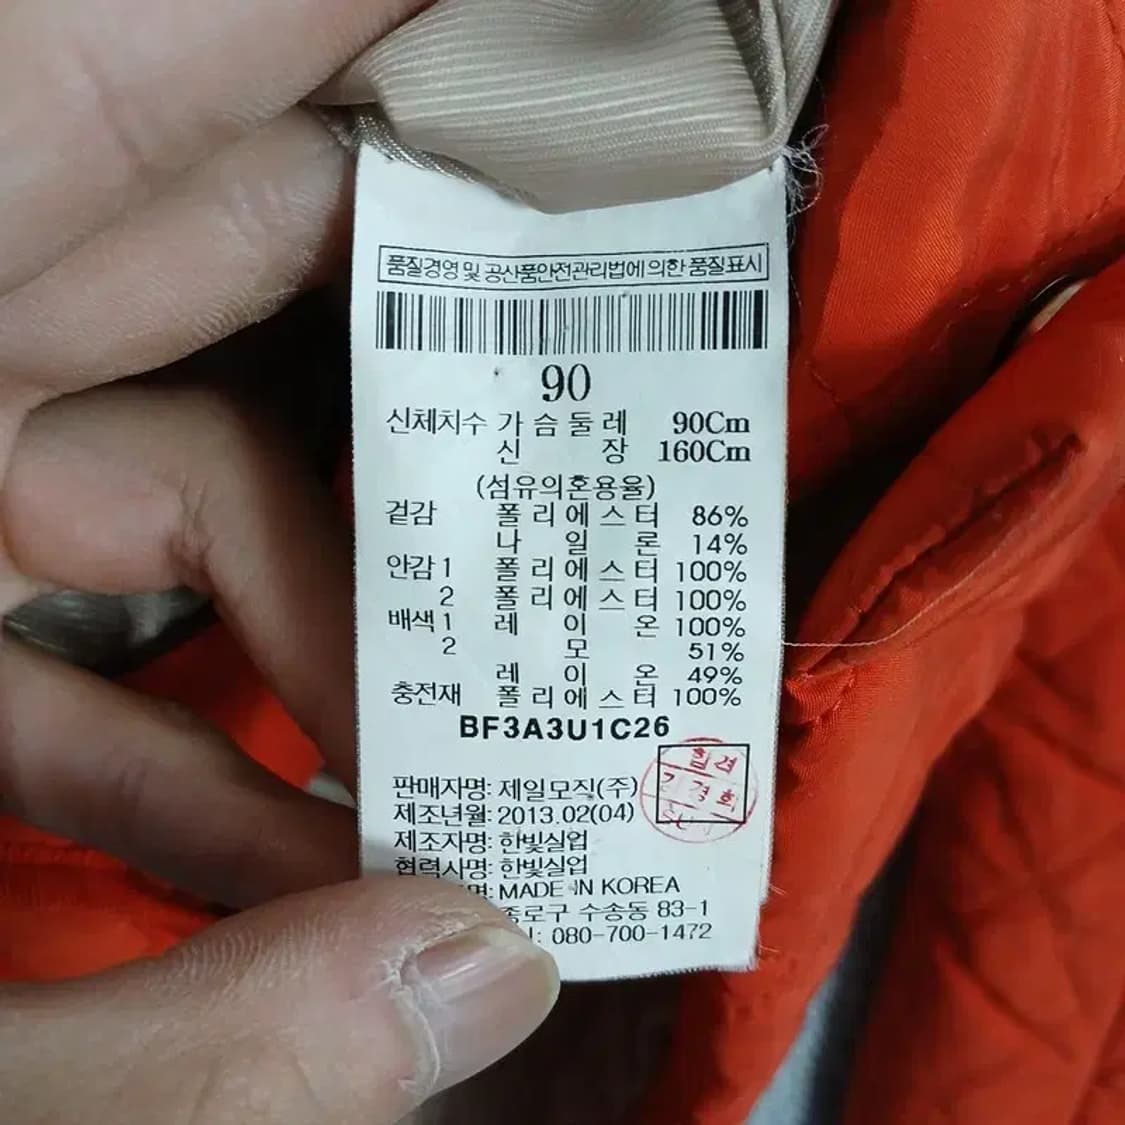 품질경영 및 공산품안전관리법에 의한 품질표시
90
신체치수 가슴둘레 90Cm
신장 160Cm
(섬유의혼용율)
겉감 폴리에스터 86%
나일론 14%
안감 1 폴리에스터 100%
2 폴리에스터 100%
배색 1 레이온 100%
2 모 51%
레이온 49%
충전재 폴리에스터 100%
BF3A3U1C26
판매자명: 제일모직(주)
제조년월: 2013.02(04)
제조자명: 한빛실업
협력사명: 한빛실업
명: MADE IN KOREA
종로구 수송동 83-1
: 080-700-1472